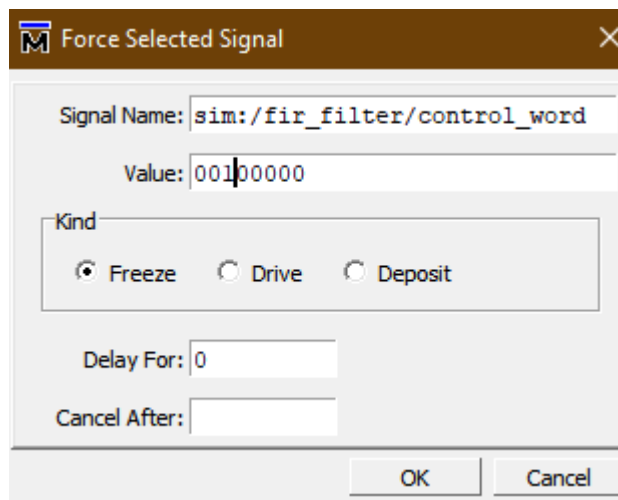 Force Selected Signal
Signal Name: sim:/fir_filter/control_word
Value: 00100000
Kind
Freeze Drive Deposit
Delay For: 0
Cancel After:
OK Cancel